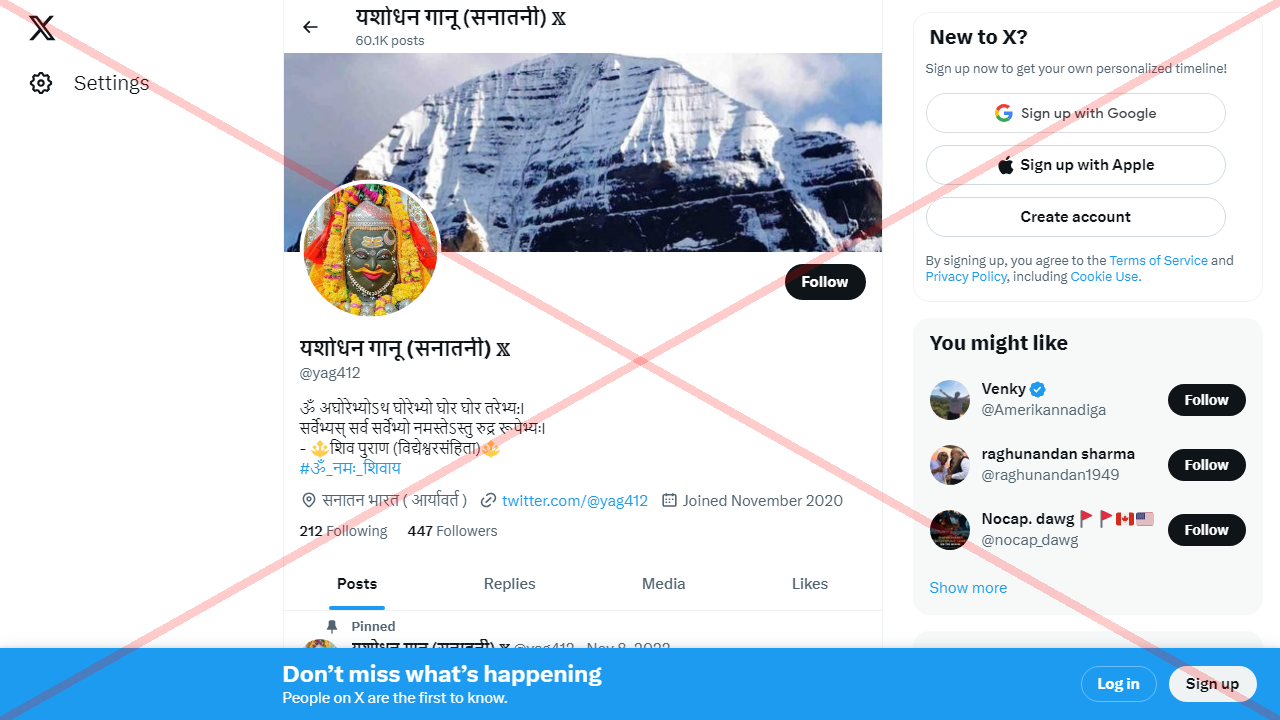 Settings
यशोधन गानू (सनातनी) 𝕏
60.1K posts
Follow
यशोधन गानू (सनातनी) 𝕏
@yag412
ॐ अघोरेभ्योऽथ घोरेभ्यो घोर घोर तरेभ्य:।
सर्वेभ्यस् सर्व सर्वेभ्यो नमस्तेऽस्तु रुद्र रूपेभ्यः।
- 🔱शिव पुराण (विद्येश्वरसंहिता)🔱
#ॐ_नमः_शिवाय
सनातन भारत ( आर्यावर्त ) twitter.com/@yag412 Joined November 2020
212 Following 447 Followers
Posts Replies Media Likes
Pinned
यशोधन गानू (सनातनी) 𝕏 @yag412 · Nov 8, 2022
New to X?
Sign up now to get your own personalized timeline!
Sign up with Google
Sign up with Apple
Create account
By signing up, you agree to the Terms of Service and
Privacy Policy, including Cookie Use.
You might like
Venky
@Amerikannadiga
Follow
raghunandan sharma
@raghunandan1949
Follow
Nocap. dawg 🚩🚩🇨🇦🇺🇸
@nocap_dawg
Follow
Show more
Don’t miss what’s happening
People on X are the first to know.
Log in
Sign up